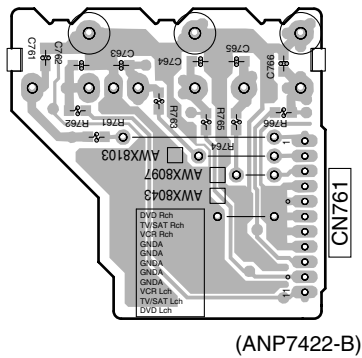 C761
C762
C763
C764
C765
C766
R762
R761
R763
R765
R764
R766
AWX8103
AWX8097
AWX8043
1
11
CN761
DVD Rch
TV/SAT Rch
VCR Rch
GNDA
GNDA
GNDA
GNDA
GNDA
VCR Lch
TV/SAT Lch
DVD Lch
(ANP7422-B)